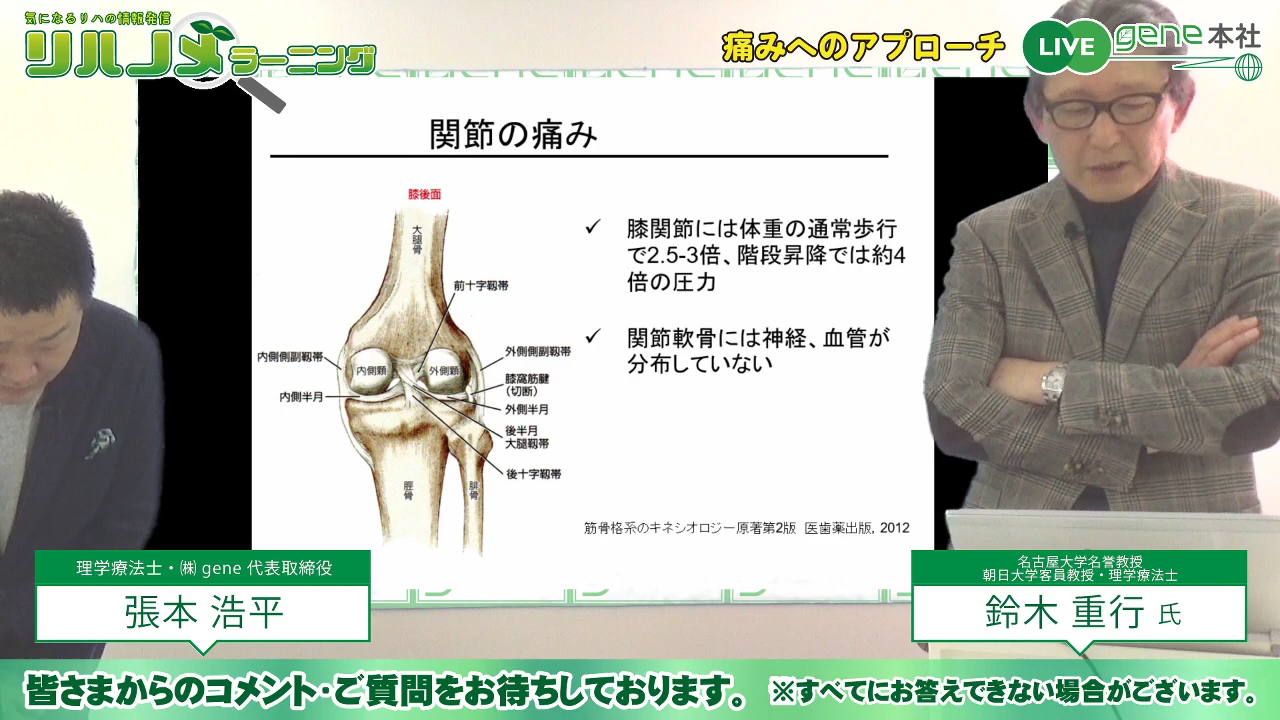 気になるリハの情報発信
リハノメ
ラーニング
痛みへのアプローチ
LIVE
gene本社
関節の痛み
膝後面
大腿骨
前十字靱帯
内側側副靱帯
内側顆
外側顆
外側側副靱帯
膝窩筋腱
(切断)
内側半月
外側半月
後半月
大腿靱帯
後十字靱帯
脛骨
腓骨
✓ 膝関節には体重の通常歩行
で2.5-3倍、階段昇降では約4
倍の圧力
✓ 関節軟骨には神経、血管が
分布していない
筋骨格系のキネシオロジー原著第2版 医歯薬出版, 2012
理学療法士・㈱gene 代表取締役
張本 浩平
名古屋大学名誉教授
朝日大学客員教授・理学療法士
鈴木 重行 氏
皆さまからのコメント・ご質問をお待ちしております。 ※すべてにお答えできない場合がございます。